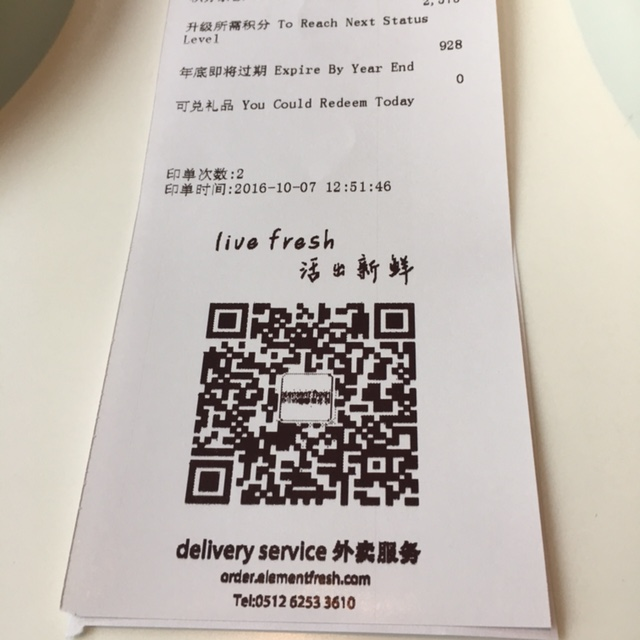 升级所需积分 To Reach Next Status
Level
928
年底即将过期 Expire By Year End
0
可兑礼品 You Could Redeem Today
印单次数:2
印单时间:2016-10-07 12:51:46
live fresh
活出新鲜
delivery service 外卖服务
order.elementfresh.com
Tel:0512 6253 3610